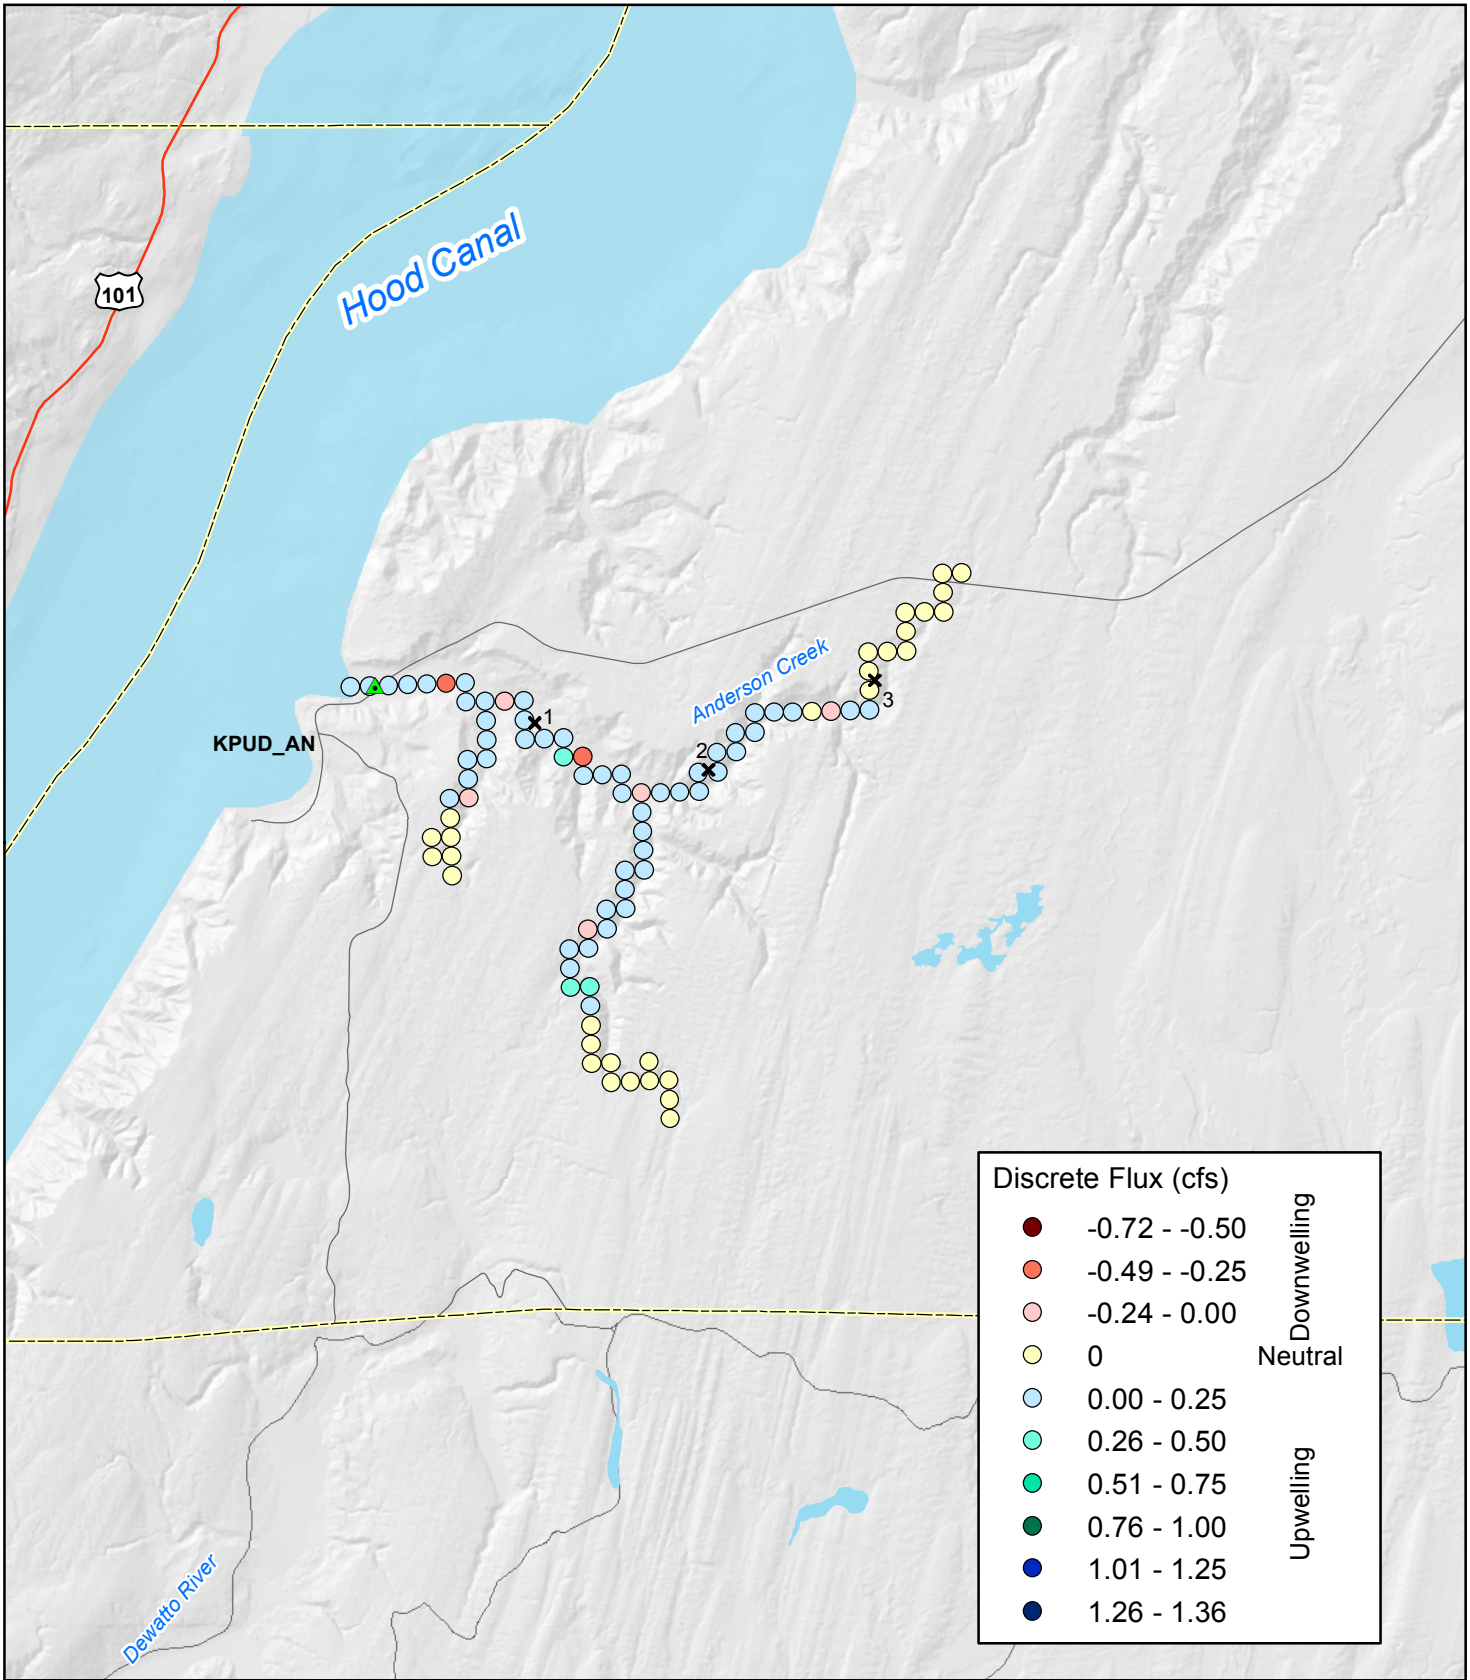 Hood Canal
101
Anderson Creek
1
2
3
KPUD_AN
Discrete Flux (cfs)
-0.72 - -0.50
-0.49 - -0.25
-0.24 - 0.00
Downwelling
0
Neutral
0.00 - 0.25
0.26 - 0.50
0.51 - 0.75
0.76 - 1.00
1.01 - 1.25
1.26 - 1.36
Upwelling
Dewatto River